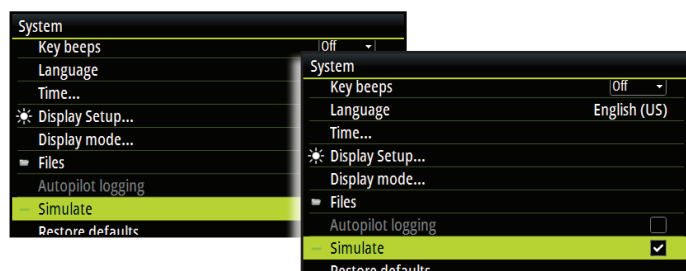 System
Key beeps Off
Language
Time...
Display Setup...
Display mode...
Files
Autopilot logging
Simulate
Restore defaults
System
Key beeps Off
Language English (US)
Time...
Display Setup...
Display mode...
Files
Autopilot logging
Simulate
Restore defaults